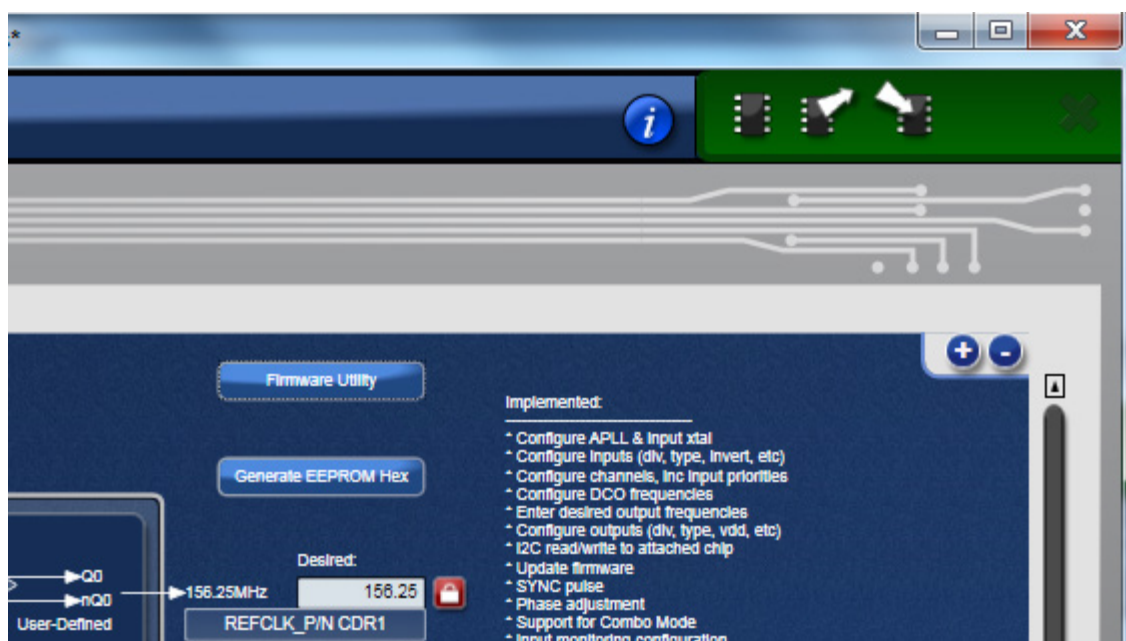 *
i
Firmware Utility
Generate EEPROM Hex
Implemented:
* Configure APLL & input xtal
* Configure inputs (div, type, invert, etc)
* Configure channels, inc input priorities
* Configure DCO frequencies
* Enter desired output frequencies
* Configure outputs (div, type, vdd, etc)
* I2C read/write to attached chip
* Update firmware
* SYNC pulse
* Phase adjustment
* Support for Combo Mode
* Input monitoring configuration
Desired:
Q0
nQ0
User-Defined
156.25MHz
156.25
REFCLK_P/N CDR1